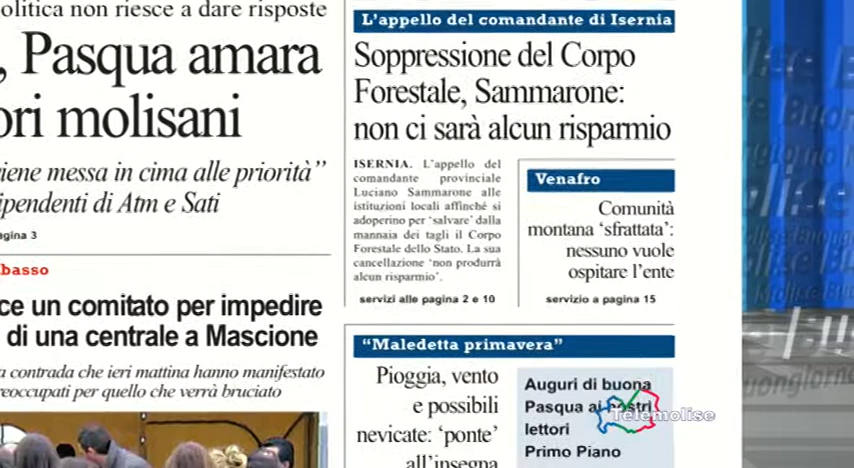 olitica non riesce a dare risposte
, Pasqua amara
ori molisani
iene messa in cima alle priorità”
ipendenti di Atm e Sati
agina 3
basso
ce un comitato per impedire
di una centrale a Mascione
a contrada che ieri mattina hanno manifestato
reoccupati per quello che verrà bruciato
L’appello del comandante di Isernia
Soppressione del Corpo
Forestale, Sammarone:
non ci sarà alcun risparmio
ISERNIA. L’appello del
comandante provinciale
Luciano Sammarone alle
istituzioni locali affinché si
adoperino per ‘salvare’ dalla
mannaia dei tagli il Corpo
Forestale dello Stato. La sua
cancellazione ‘non produrrà
alcun risparmio’.
servizi alle pagina 2 e 10
Venafro
Comunità
montana ‘sfrattata’:
nessuno vuole
ospitare l’ente
servizio a pagina 15
“Maledetta primavera”
Pioggia, vento
e possibili
nevicate: ‘ponte’
all’insegna
Auguri di buona
Pasqua ai nostri
lettori
Primo Piano
Telemolise